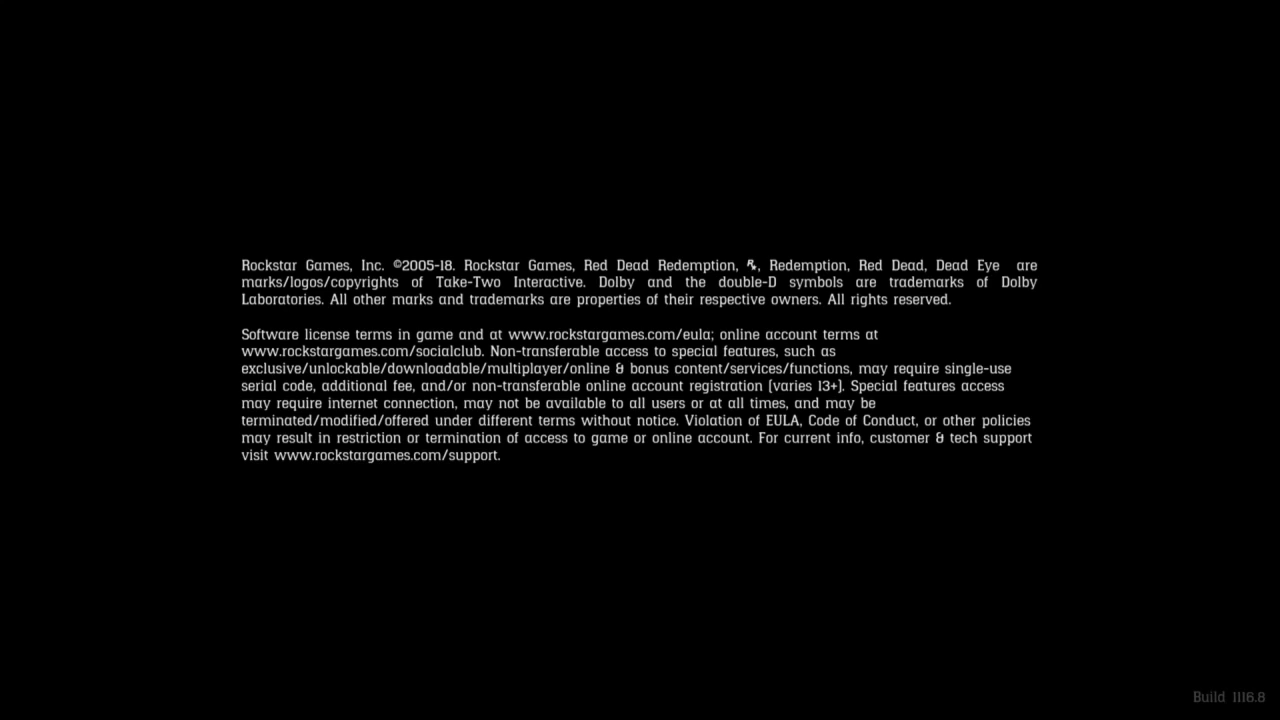 Rockstar Games, Inc. ©2005-18. Rockstar Games, Red Dead Redemption, R*, Redemption, Red Dead, Dead Eye are
marks/logos/copyrights of Take-Two Interactive. Dolby and the double-D symbols are trademarks of Dolby
Laboratories. All other marks and trademarks are properties of their respective owners. All rights reserved.
Software license terms in game and at www.rockstargames.com/eula; online account terms at
www.rockstargames.com/socialclub. Non-transferable access to special features, such as
exclusive/unlockable/downloadable/multiplayer/online & bonus content/services/functions, may require single-use
serial code, additional fee, and/or non-transferable online account registration (varies 13+). Special features access
may require internet connection, may not be available to all users or at all times, and may be
terminated/modified/offered under different terms without notice. Violation of EULA, Code of Conduct, or other policies
may result in restriction or termination of access to game or online account. For current info, customer & tech support
visit www.rockstargames.com/support.
Build 1116.8